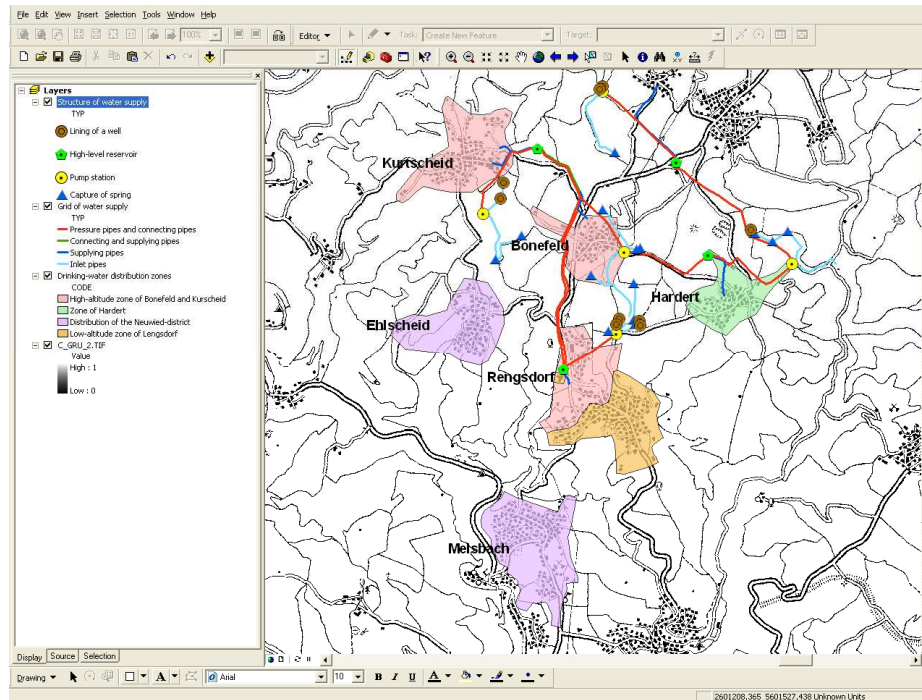 File Edit View Insert Selection Tools Window Help
100% Editor Task: Create New Feature Target:
Layers
Structure of water supply
TYP
Lining of a well
High-level reservoir
Pump station
Capture of spring
Grid of water supply
TYP
Pressure pipes and connecting pipes
Connecting and supplying pipes
Supplying pipes
Inlet pipes
Drinking-water distribution zones
CODE
High-altitude zone of Bonefeld and Kurscheid
Zone of Hardert
Distribution of the Neuwied-district
Low-altitude zone of Lengsdorf
C_GRU_2.TIF
Value
High : 1
Low : 0
Kurtscheid
Bonefeld
Hardert
Ehlscheid
Rengsdorf
Melsbach
Display Source Selection
Drawing A Arial 10 B I U A
2601208.365 5601527.438 Unknown Units